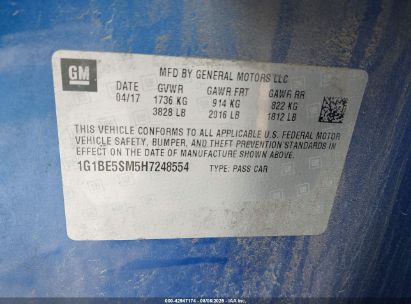 GM
MFD BY GENERAL MOTORS LLC
DATE GVWR GAWR FRT GAWR RR
04/17 1736 KG 914 KG 822 KG
3828 LB 2016 LB 1812 LB
THIS VEHICLE CONFORMS TO ALL APPLICABLE U.S. FEDERAL MOTOR
VEHICLE SAFETY, BUMPER, AND THEFT PREVENTION STANDARDS IN
EFFECT ON THE DATE OF MANUFACTURE SHOWN ABOVE.
1G1BE5SM5H7248554 TYPE: PASS CAR